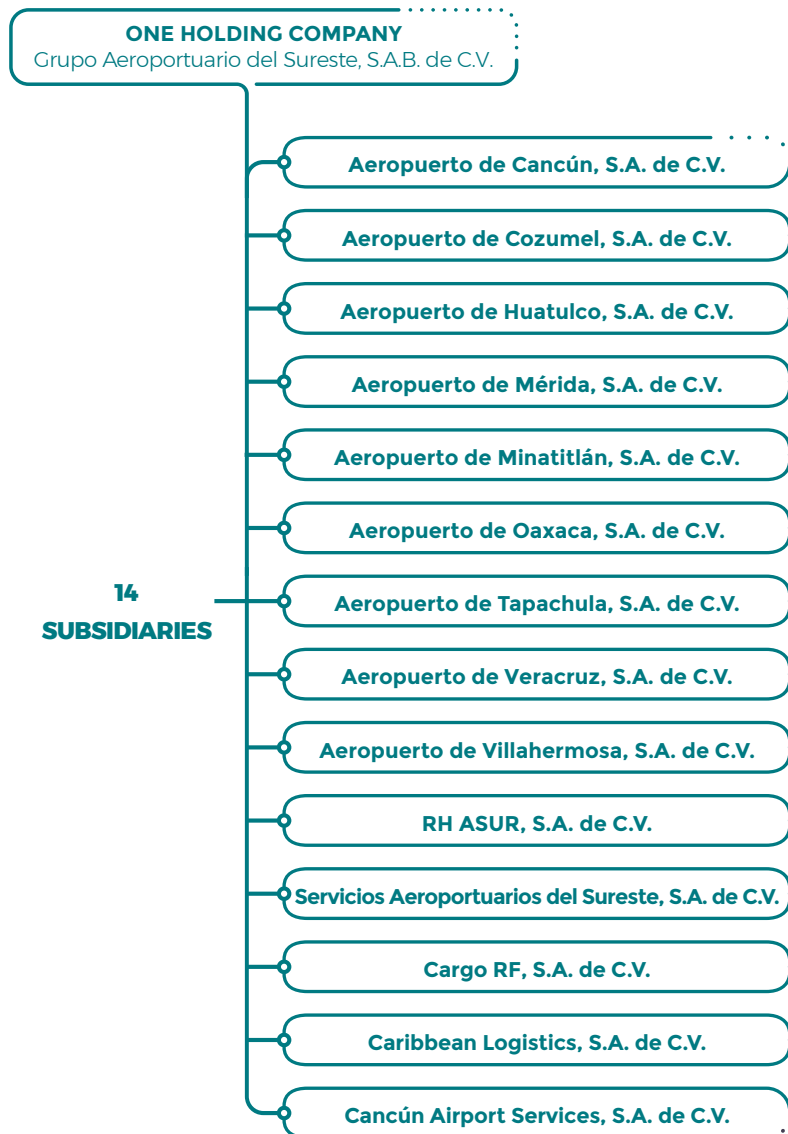 ONE HOLDING COMPANY
Grupo Aeroportuario del Sureste, S.A.B. de C.V.
Aeropuerto de Cancún, S.A. de C.V.
Aeropuerto de Cozumel, S.A. de C.V.
Aeropuerto de Huatulco, S.A. de C.V.
Aeropuerto de Mérida, S.A. de C.V.
Aeropuerto de Minatitlán, S.A. de C.V.
Aeropuerto de Oaxaca, S.A. de C.V.
14
SUBSIDIARIES
Aeropuerto de Tapachula, S.A. de C.V.
Aeropuerto de Veracruz, S.A. de C.V.
Aeropuerto de Villahermosa, S.A. de C.V.
RH ASUR, S.A. de C.V.
Servicios Aeroportuarios del Sureste, S.A. de C.V.
Cargo RF, S.A. de C.V.
Caribbean Logistics, S.A. de C.V.
Cancún Airport Services, S.A. de C.V.